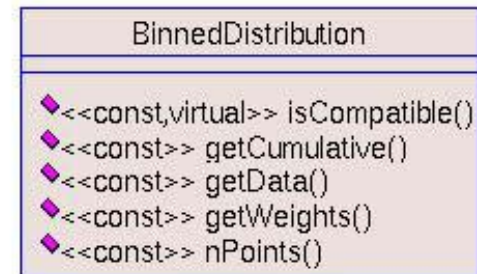 BinnedDistribution
<<const,virtual>> isCompatible()
<<const>> getCumulative()
<<const>> getData()
<<const>> getWeights()
<<const>> nPoints()